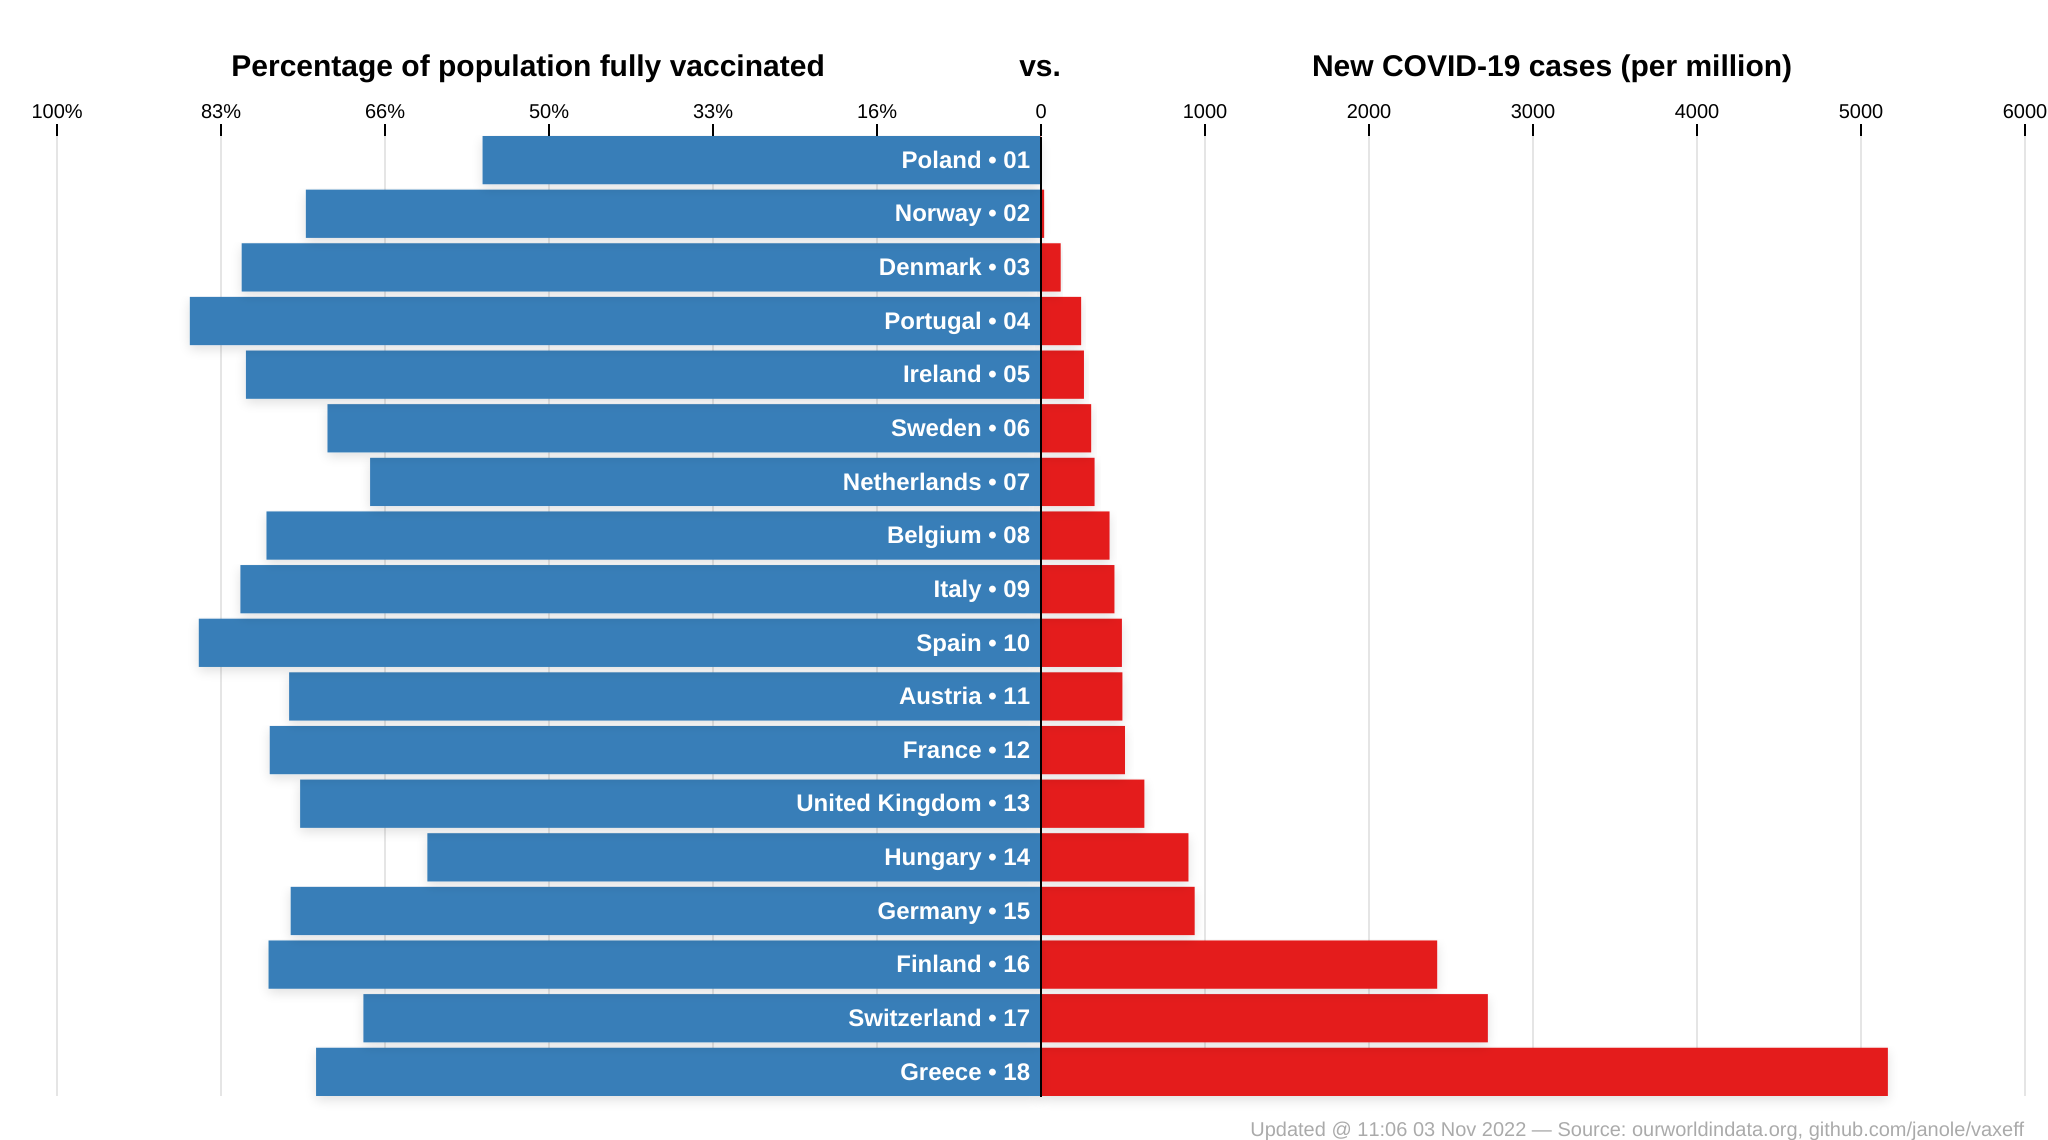 Percentage of population fully vaccinated vs. New COVID-19 cases (per million)
100% 83% 66% 50% 33% 16% 0 1000 2000 3000 4000 5000 6000
Poland • 01
Norway • 02
Denmark • 03
Portugal • 04
Ireland • 05
Sweden • 06
Netherlands • 07
Belgium • 08
Italy • 09
Spain • 10
Austria • 11
France • 12
United Kingdom • 13
Hungary • 14
Germany • 15
Finland • 16
Switzerland • 17
Greece • 18
Updated @ 11:06 03 Nov 2022 — Source: ourworldindata.org, github.com/janole/vaxeff